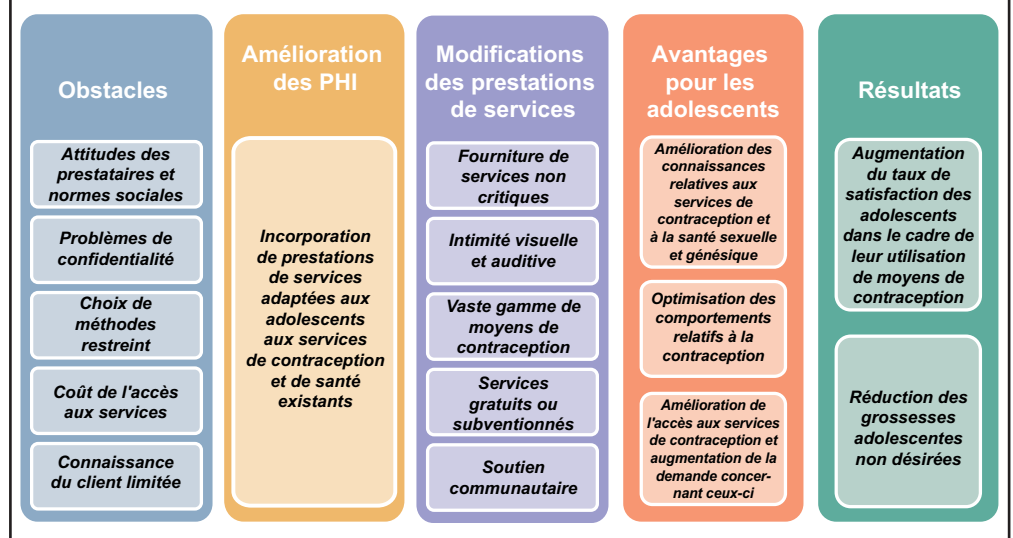 Obstacles
Attitudes des
prestataires et
normes sociales
Problèmes de
confidentialité
Choix de
méthodes
restreint
Coût de l'accès
aux services
Connaissance
du client limitée
Amélioration
des PHI
Incorporation
de prestations
de services
adaptées aux
adolescents
aux services
de contraception
et de santé
existants
Modifications
des prestations
de services
Fourniture de
services non
critiques
Intimité visuelle
et auditive
Vaste gamme de
moyens de
contraception
Services
gratuits ou
subventionnés
Soutien
communautaire
Avantages
pour les
adolescents
Amélioration des
connaissances
relatives aux
services de
contraception et
à la santé sexuelle
et génésique
Optimisation des
comportements
relatifs à la
contraception
Amélioration de
l'accès aux services
de contraception et
augmentation de la
demande concer-
nant ceux-ci
Résultats
Augmentation
du taux de
satisfaction des
adolescents
dans le cadre de
leur utilisation
de moyens de
contraception
Réduction des
grossesses
adolescentes
non désirées